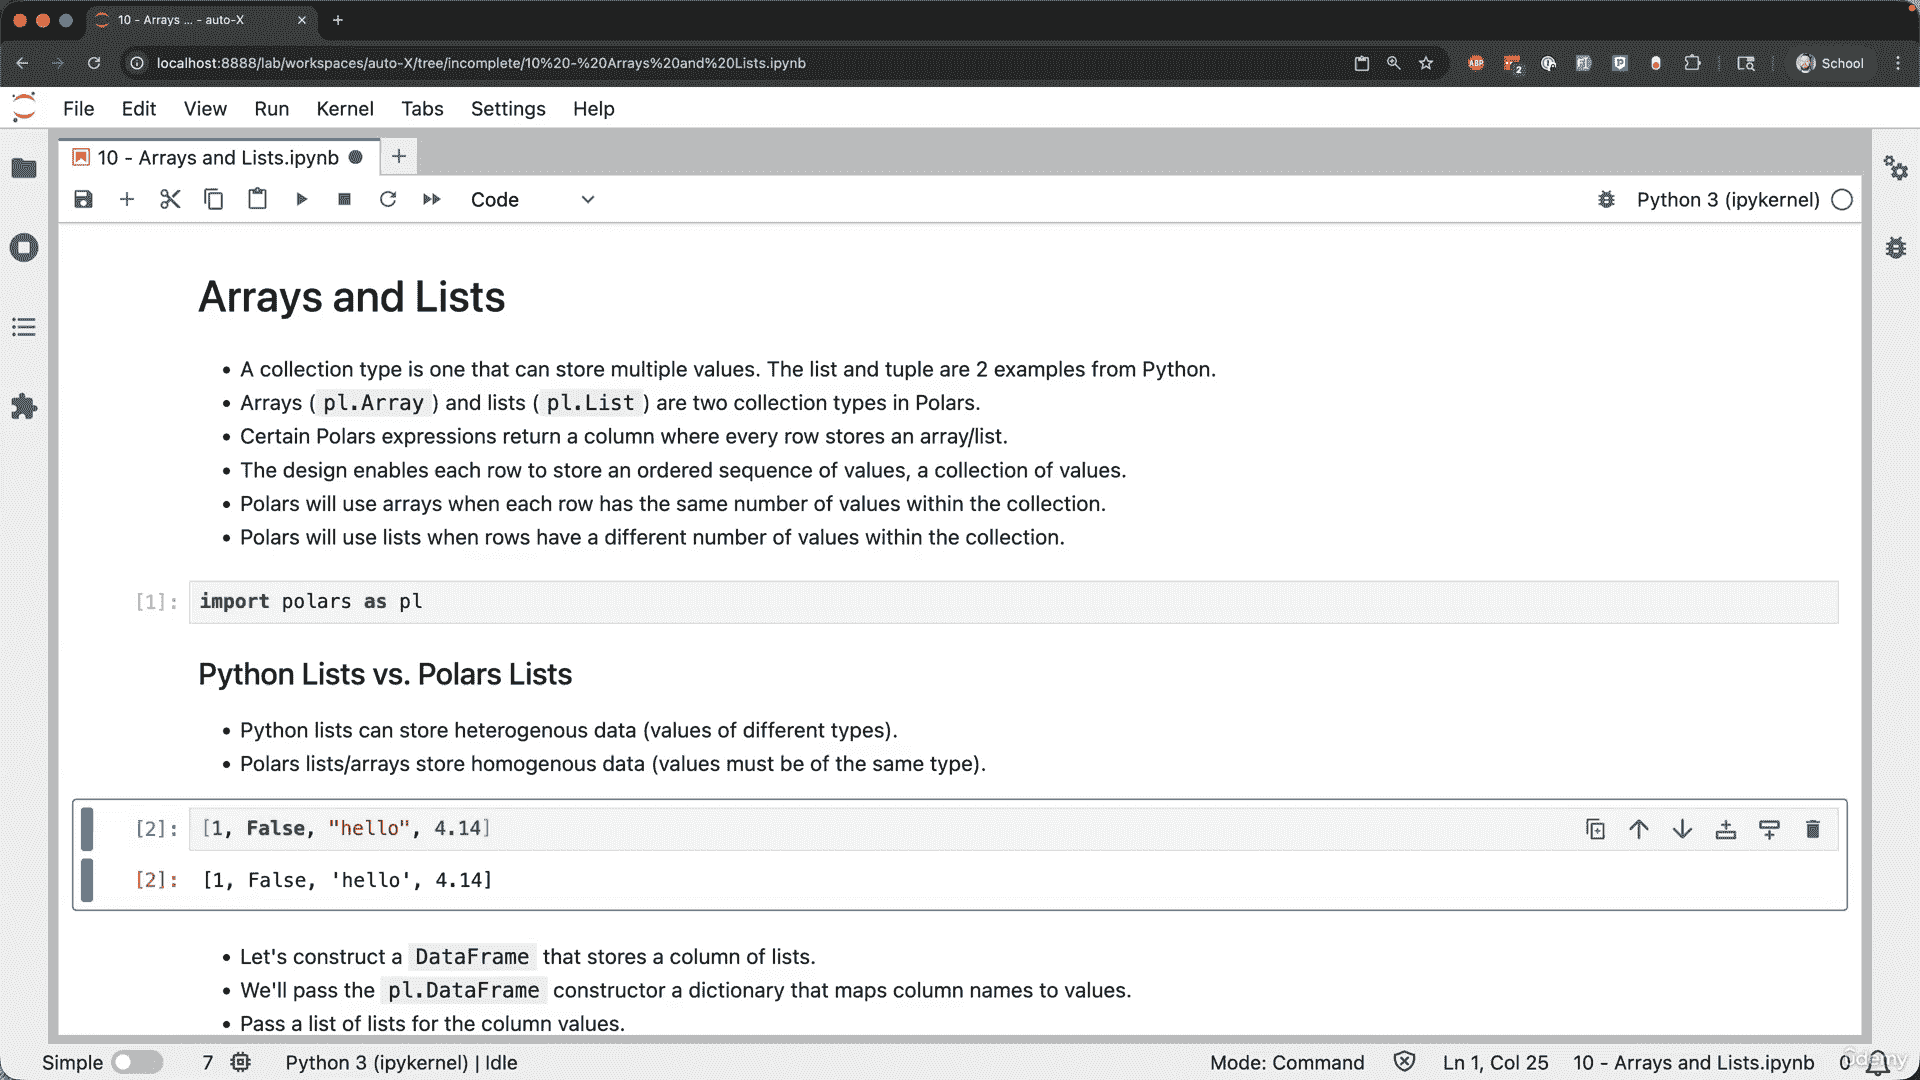 10 - Arrays ... - auto-X
localhost:8888/lab/workspaces/auto-X/tree/incomplete/10%20-%20Arrays%20and%20Lists.ipynb
ABP
2
School
File Edit View Run Kernel Tabs Settings Help
10 - Arrays and Lists.ipynb
Code
Python 3 (ipykernel)
Arrays and Lists
• A collection type is one that can store multiple values. The list and tuple are 2 examples from Python.
• Arrays ( pl.Array ) and lists ( pl.List ) are two collection types in Polars.
• Certain Polars expressions return a column where every row stores an array/list.
• The design enables each row to store an ordered sequence of values, a collection of values.
• Polars will use arrays when each row has the same number of values within the collection.
• Polars will use lists when rows have a different number of values within the collection.
[1]: import polars as pl
Python Lists vs. Polars Lists
• Python lists can store heterogenous data (values of different types).
• Polars lists/arrays store homogenous data (values must be of the same type).
[2]: [1, False, "hello", 4.14]
[2]: [1, False, 'hello', 4.14]
• Let's construct a DataFrame that stores a column of lists.
• We'll pass the pl.DataFrame constructor a dictionary that maps column names to values.
• Pass a list of lists for the column values.
Simple 7 Python 3 (ipykernel) | Idle Mode: Command Ln 1, Col 25 10 - Arrays and Lists.ipynb 0
Udemy